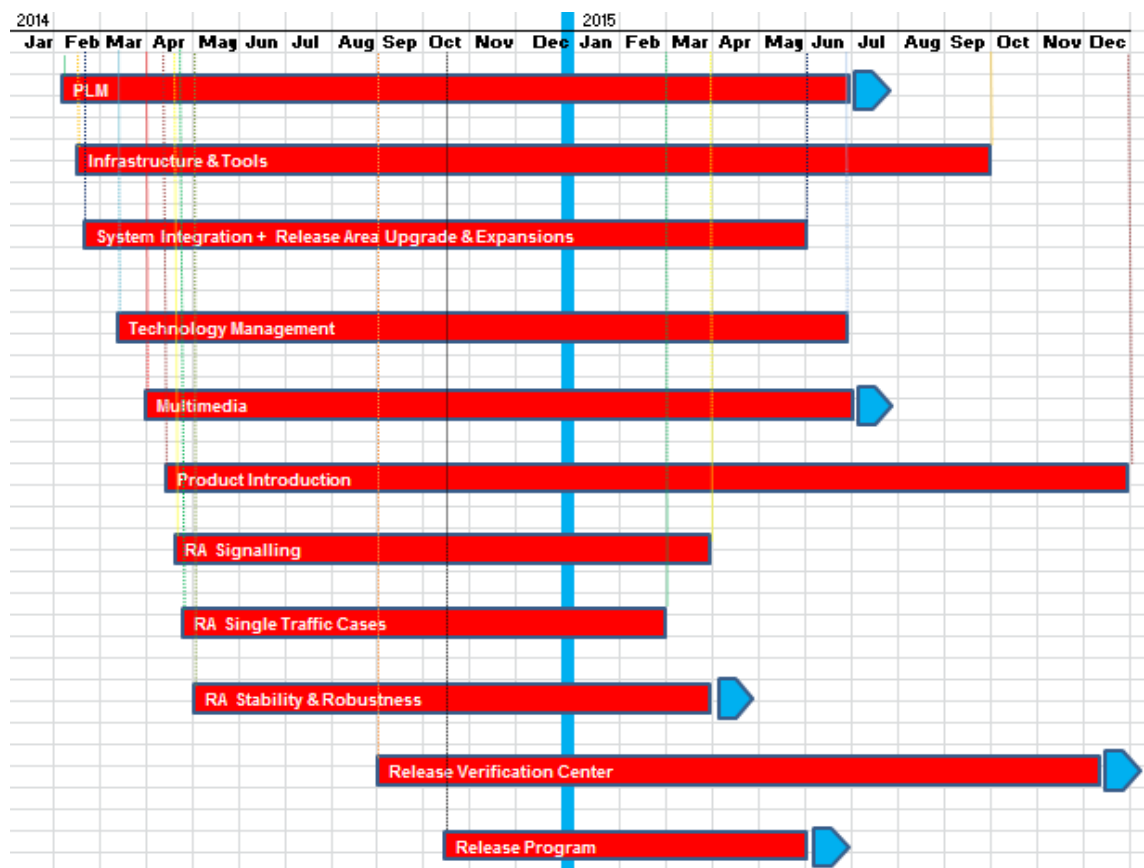 2014 2015
Jan Feb Mar Apr May Jun Jul Aug Sep Oct Nov Dec Jan Feb Mar Apr May Jun Jul Aug Sep Oct Nov Dec
PLM
Infrastructure & Tools
System Integration + Release Area Upgrade & Expansions
Technology Management
Multimedia
Product Introduction
RA Signalling
RA Single Traffic Cases
RA Stability & Robustness
Release Verification Center
Release Program